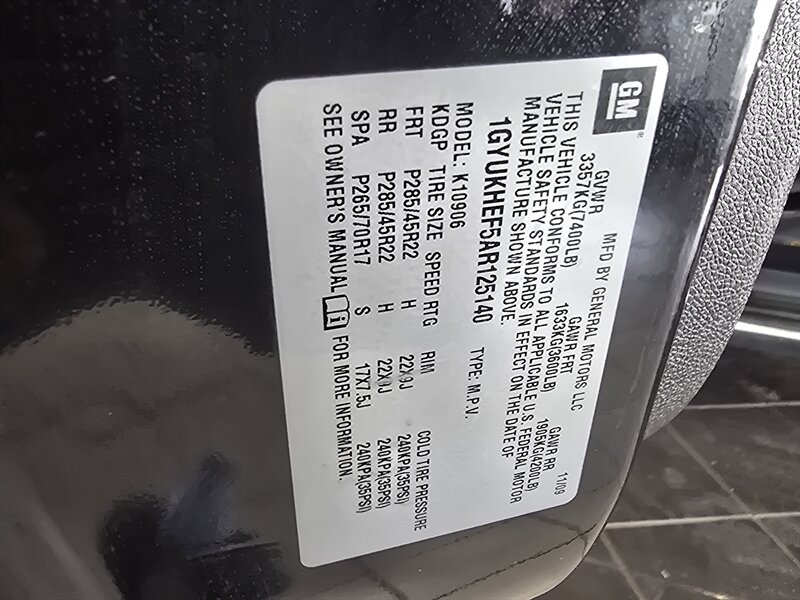 GM ®
MFD BY GENERAL MOTORS LLC 11/09
GVWR GAWR FRT GAWR RR
3357KG(7400LB) 1633KG(3600LB) 1905KG(4200LB)
THIS VEHICLE CONFORMS TO ALL APPLICABLE U.S. FEDERAL MOTOR
VEHICLE SAFETY STANDARDS IN EFFECT ON THE DATE OF
MANUFACTURE SHOWN ABOVE.
1GYUKHEF5AR125140 TYPE: M.P.V.
MODEL: K10906
KDGP TIRE SIZE SPEED RTG RIM COLD TIRE PRESSURE
FRT P285/45R22 H 22X9J 240KPA(35PSI)
RR P285/45R22 H 22X9J 240KPA(35PSI)
SPA P265/70R17 S 17X7.5J 240KPA(35PSI)
SEE OWNER'S MANUAL FOR MORE INFORMATION.